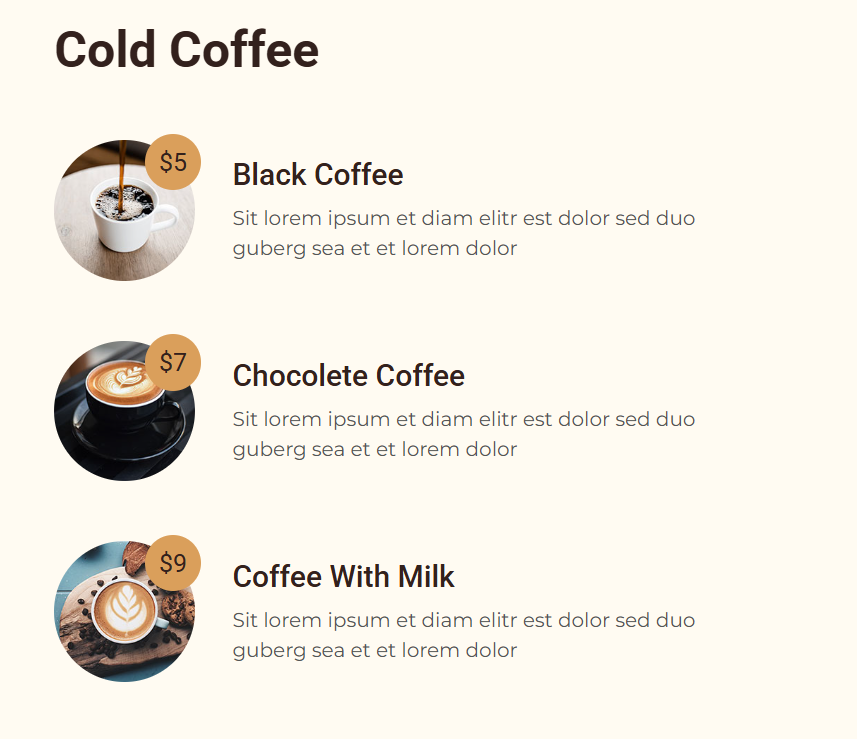 Cold Coffee
$5
Black Coffee
Sit lorem ipsum et diam elitr est dolor sed duo
guberg sea et et lorem dolor
$7
Chocolete Coffee
Sit lorem ipsum et diam elitr est dolor sed duo
guberg sea et et lorem dolor
$9
Coffee With Milk
Sit lorem ipsum et diam elitr est dolor sed duo
guberg sea et et lorem dolor